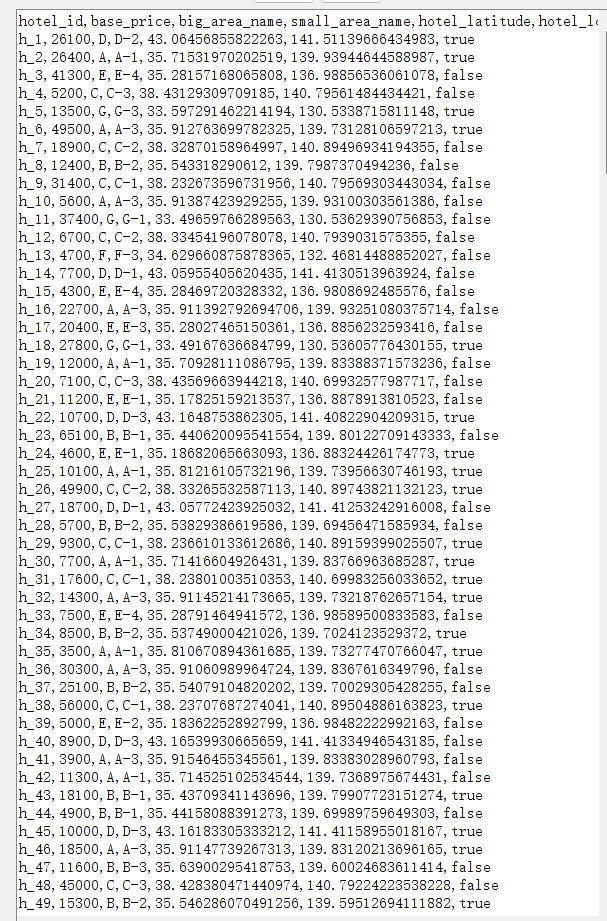 hotel_id,base_price,big_area_name,small_area_name,hotel_latitude,hotel_lo
h_1,26100,D,D-2,43.06456855822263,141.51139666434983,true
h_2,26400,A,A-1,35.71531970202519,139.93944644588987,true
h_3,41300,E,E-4,35.28157168065808,136.98856536061078,false
h_4,5200,C,C-3,38.43129309709185,140.79561484434421,false
h_5,13500,G,G-3,33.597291462214194,130.5338715811148,true
h_6,49500,A,A-3,35.912763699782325,139.73128106597213,true
h_7,18900,C,C-2,38.32870158964997,140.89496934194355,false
h_8,12400,B,B-2,35.543318290612,139.7987370494236,false
h_9,31400,C,C-1,38.232673596731956,140.79569303443034,false
h_10,5600,A,A-3,35.91387423929255,139.93100303561386,false
h_11,37400,G,G-1,33.49659766289563,130.53629390756853,false
h_12,6700,C,C-2,38.33454196078078,140.7939031575355,false
h_13,4700,F,F-3,34.629660875878365,132.46814488852027,false
h_14,7700,D,D-1,43.05955405620435,141.4130513963924,false
h_15,4300,E,E-4,35.28469720328332,136.9808692485576,false
h_16,22700,A,A-3,35.911392792694706,139.93251080375714,false
h_17,20400,E,E-3,35.28027465150361,136.8856232593416,false
h_18,27800,G,G-1,33.49167636684799,130.53605776430155,true
h_19,12000,A,A-1,35.70928111086795,139.83388371573236,false
h_20,7100,C,C-3,38.43569663944218,140.69932577987717,false
h_21,11200,E,E-1,35.17825159213537,136.8878913810523,false
h_22,10700,D,D-3,43.1648753862305,141.40822904209315,true
h_23,65100,B,B-1,35.440620095541554,139.80122709143333,false
h_24,4600,E,E-1,35.18682065663093,136.88324426174773,true
h_25,10100,A,A-1,35.81216105732196,139.73956630746193,true
h_26,49900,C,C-2,38.33265532587113,140.89743821132123,true
h_27,18700,D,D-1,43.05772423925032,141.41253242916008,false
h_28,5700,B,B-2,35.53829386619586,139.69456471585934,false
h_29,9300,C,C-1,38.236610133612686,140.89159399025507,true
h_30,7700,A,A-1,35.71416604926431,139.83766963685287,true
h_31,17600,C,C-1,38.23801003510353,140.69983256033652,true
h_32,14300,A,A-3,35.91145214173665,139.73218762657154,true
h_33,7500,E,E-4,35.28791464941572,136.98589500833583,false
h_34,8500,B,B-2,35.53749000421026,139.7024123529372,true
h_35,3500,A,A-1,35.810670894361685,139.73277470766047,true
h_36,30300,A,A-3,35.91060989964724,139.8367616349796,false
h_37,25100,B,B-2,35.54079104820202,139.70029305428255,false
h_38,56000,C,C-1,38.23707687274041,140.89504886163823,true
h_39,5000,E,E-2,35.18362252892799,136.98482222992163,false
h_40,8900,D,D-3,43.16539930665659,141.41334946543185,false
h_41,3900,A,A-3,35.91546455345561,139.83383028960793,false
h_42,11300,A,A-1,35.714525102534544,139.7368975674431,false
h_43,18100,B,B-1,35.43709341143696,139.79907723151274,true
h_44,4900,B,B-1,35.44158088391273,139.69989759649303,false
h_45,10000,D,D-3,43.16183305333212,141.41158955018167,true
h_46,18500,A,A-3,35.91147739267313,139.83120213696165,true
h_47,11600,B,B-3,35.63900295418753,139.60024683611414,false
h_48,45000,C,C-3,38.428380471440974,140.79224223538228,false
h_49,15300,B,B-2,35.546286070491256,139.59512694111882,true